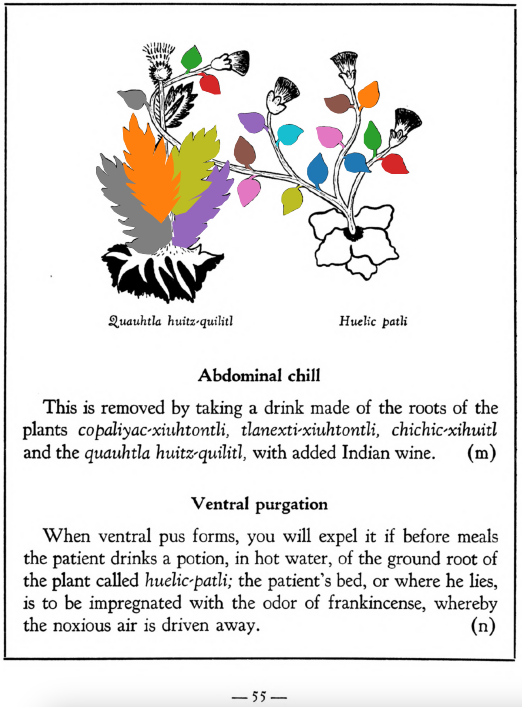 Quauhtla huitz-quilitl
Huelic patli
Abdominal chill
This is removed by taking a drink made of the roots of the
plants copaliyac-xiuhtontli, tlanexti-xiuhtontli, chichic-xihuitl
and the quauhtla huitz-quilitl, with added Indian wine. (m)
Ventral purgation
When ventral pus forms, you will expel it if before meals
the patient drinks a potion, in hot water, of the ground root of
the plant called huelic-patli; the patient's bed, or where he lies,
is to be impregnated with the odor of frankincense, whereby
the noxious air is driven away. (n)
— 55 —